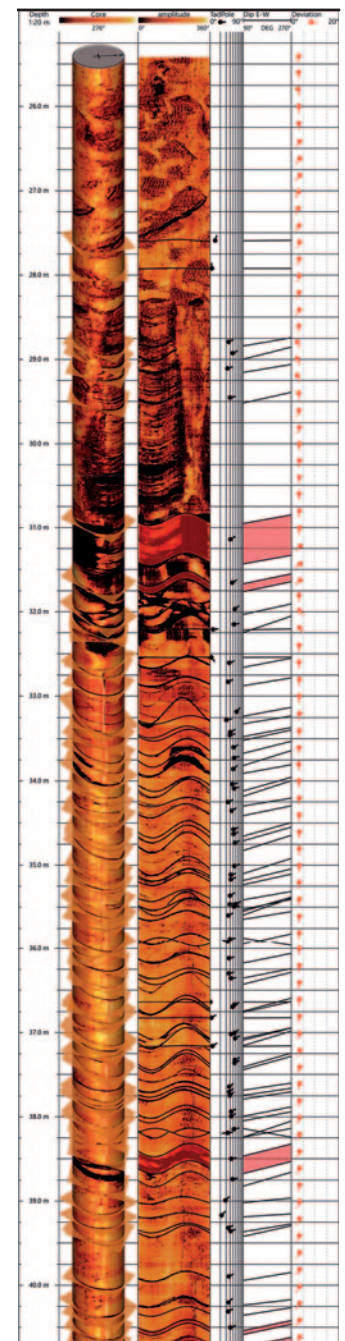 Depth Core amplitude TadPole Dip E-W Deviation
1:20 m 270° 0° 360° 0° 90° 90° DEG 270° 0° 20°
26.0 m
27.0 m
28.0 m
29.0 m
30.0 m
31.0 m
32.0 m
33.0 m
34.0 m
35.0 m
36.0 m
37.0 m
38.0 m
39.0 m
40.0 m